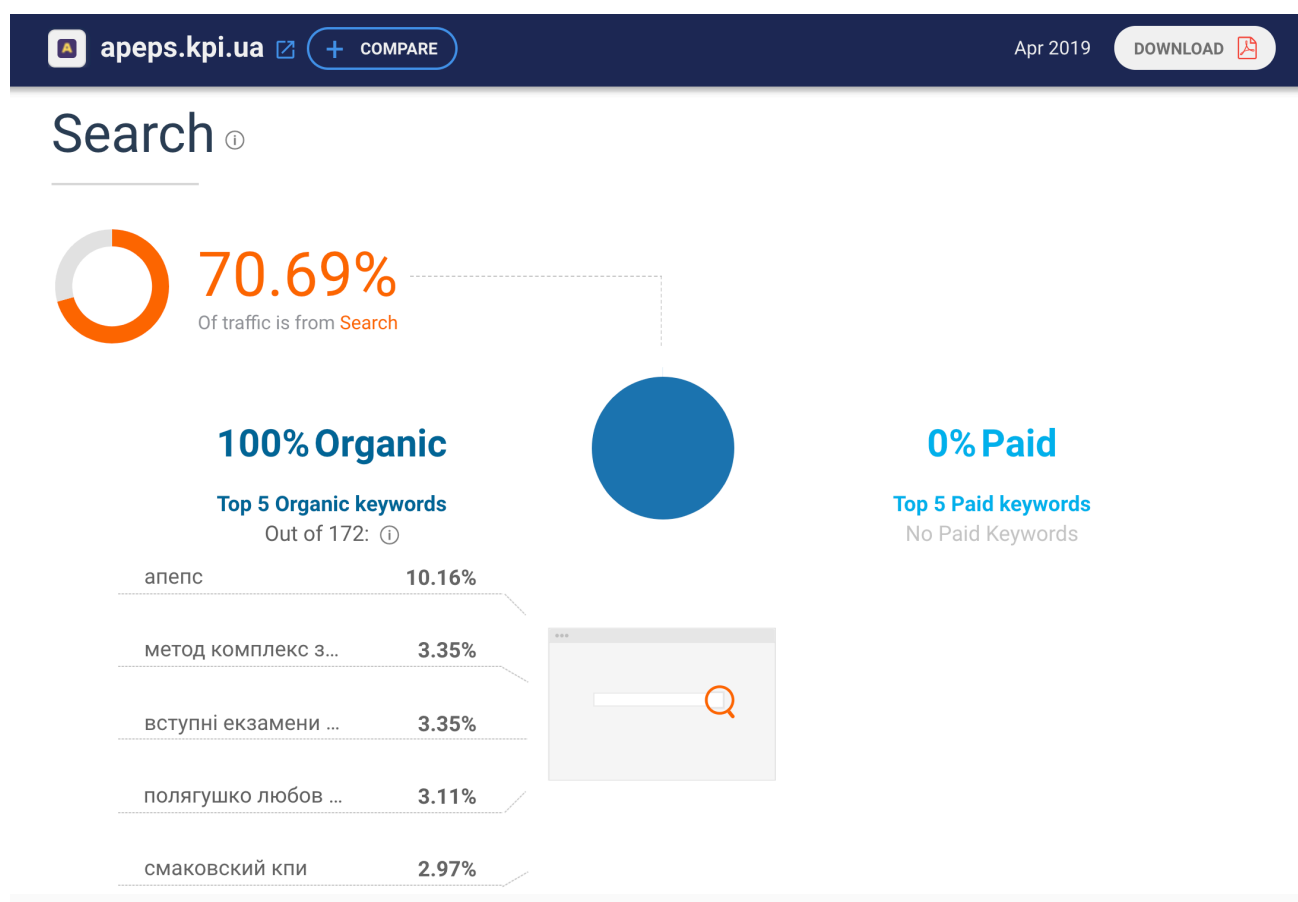 A apeps.kpi.ua + COMPARE Apr 2019 DOWNLOAD
Search
70.69%
Of traffic is from Search
100% Organic
Top 5 Organic keywords
Out of 172:
апепс 10.16%
метод комплекс з... 3.35%
вступні екзамени ... 3.35%
полягушко любов ... 3.11%
смаковский кпи 2.97%
0% Paid
Top 5 Paid keywords
No Paid Keywords